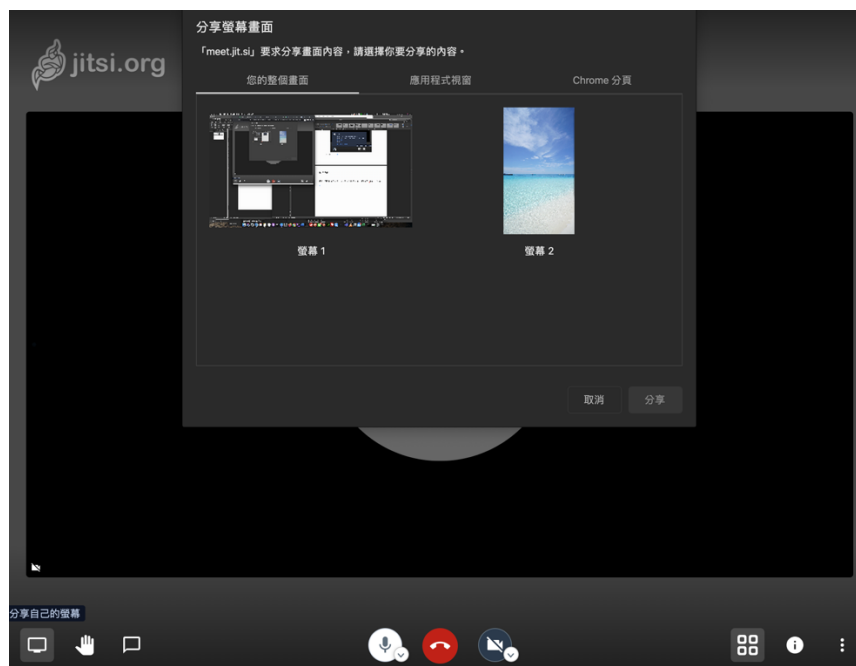 分享螢幕畫面
jitsi.org
「meet.jit.si」要求分享畫面內容，請選擇你要分享的內容。
您的整個畫面
應用程式視窗
Chrome 分頁
螢幕 1
螢幕 2
取消
分享
分享自己的螢幕